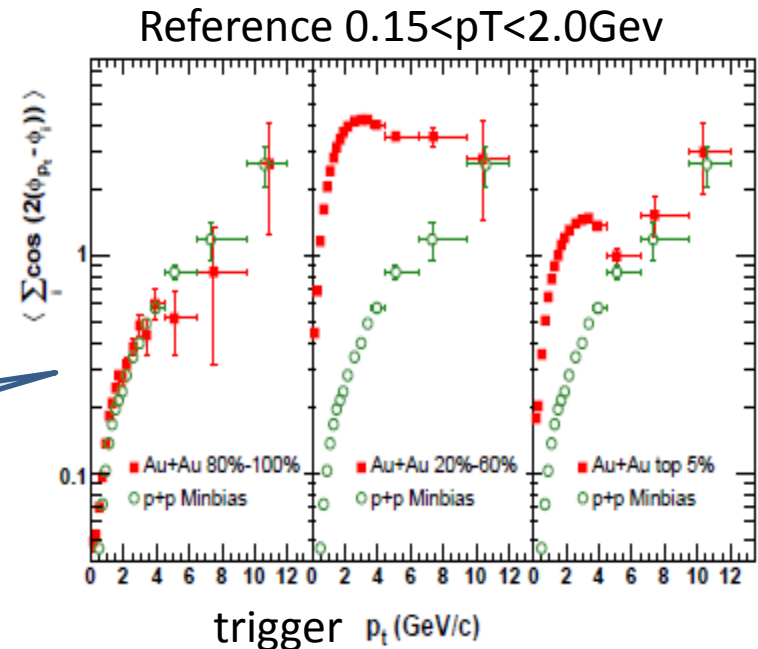 Reference 0.15<pT<2.0Gev
⟨ ∑i cos (2(ϕpt - ϕi)) ⟩
1
0.1
Au+Au 80%-100%
p+p Minbias
Au+Au 20%-60%
p+p Minbias
Au+Au top 5%
p+p Minbias
0 2 4 6 8 10 12 0 2 4 6 8 10 12 0 2 4 6 8 10 12
trigger pt (GeV/c)